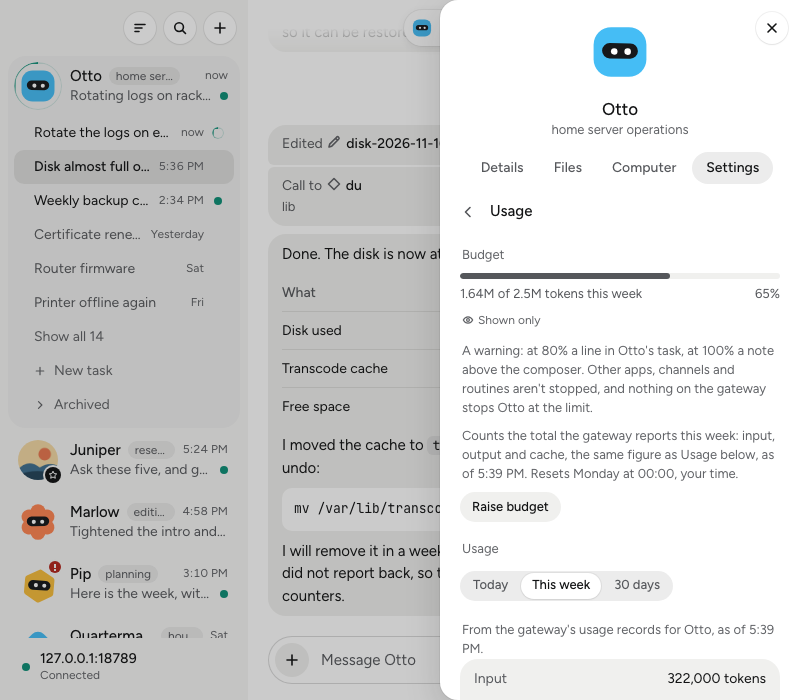 Otto
home ser...
now
Rotating logs on rack...
Rotate the logs on e...
now
Disk almost full o...
5:36 PM
Weekly backup c...
2:34 PM
Certificate rene...
Yesterday
Router firmware
Sat
Printer offline again
Fri
Show all 14
New task
Archived
Juniper
rese...
5:24 PM
Ask these five, and g...
Marlow
editi...
4:58 PM
Tightened the intro and...
Pip
planning
3:10 PM
Here is the week, wit...
Quarterma
hou
Sat
127.0.0.1:18789
Connected
so it can be restor
Edited
disk-2026-11-1
Call to
du
lib
Done. The disk is now at
What
Disk used
Transcode cache
Free space
I moved the cache to
undo:
mv /var/lib/transco
I will remove it in a week
did not report back, so t
counters.
Message Otto
Otto
home server operations
Details
Files
Computer
Settings
Usage
Budget
1.64M of 2.5M tokens this week
65%
Shown only
A warning: at 80% a line in Otto's task, at 100% a note
above the composer. Other apps, channels and
routines aren't stopped, and nothing on the gateway
stops Otto at the limit.
Counts the total the gateway reports this week: input,
output and cache, the same figure as Usage below, as
of 5:39 PM. Resets Monday at 00:00, your time.
Raise budget
Usage
Today
This week
30 days
From the gateway's usage records for Otto, as of 5:39
PM.
Input
322,000 tokens